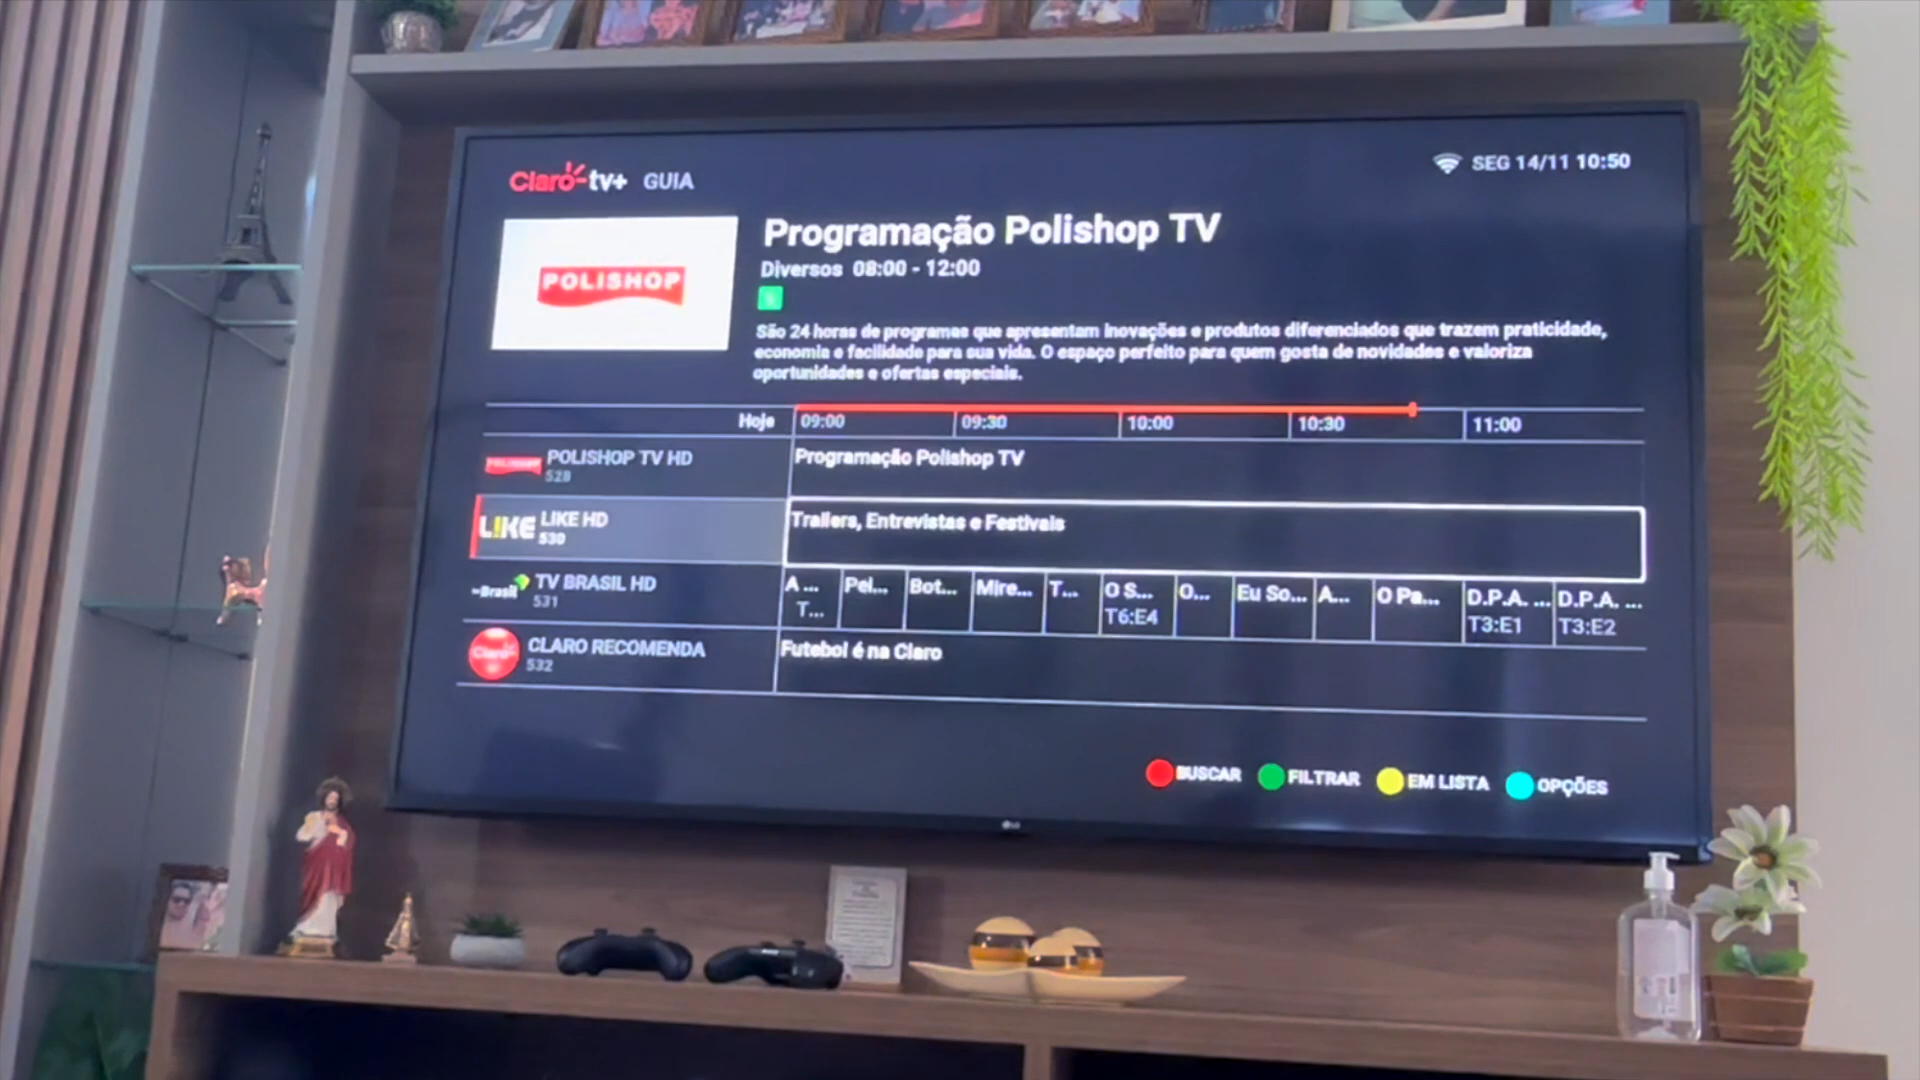 Claro tv+ GUIA
SEG 14/11 10:50
POLISHOP
Programação Polishop TV
Diversos 08:00 - 12:00
São 24 horas de programas que apresentam inovações e produtos diferenciados que trazem praticidade,
economia e facilidade para sua vida. O espaço perfeito para quem gosta de novidades e valoriza
oportunidades e ofertas especiais.
Hoje 09:00 09:30 10:00 10:30 11:00
POLISHOP POLISHOP TV HD Programação Polishop TV
528
LIKE LIKE HD Trailers, Entrevistas e Festivais
530
TV BRASIL HD A ... Pel... Bot... Mire... T... O S... O... Eu So... A... O Pa... D.P.A. ... D.P.A. ...
Brasil 531 T... T6:E4 T3:E1 T3:E2
Claro CLARO RECOMENDA Futebol é na Claro
532
BUSCAR FILTRAR EM LISTA OPÇÕES
LG